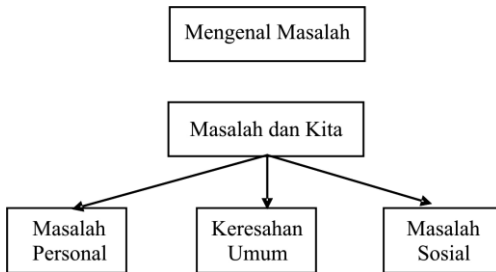 Mengenal Masalah
Masalah dan Kita
Masalah
Personal
Keresahan
Umum
Masalah
Sosial